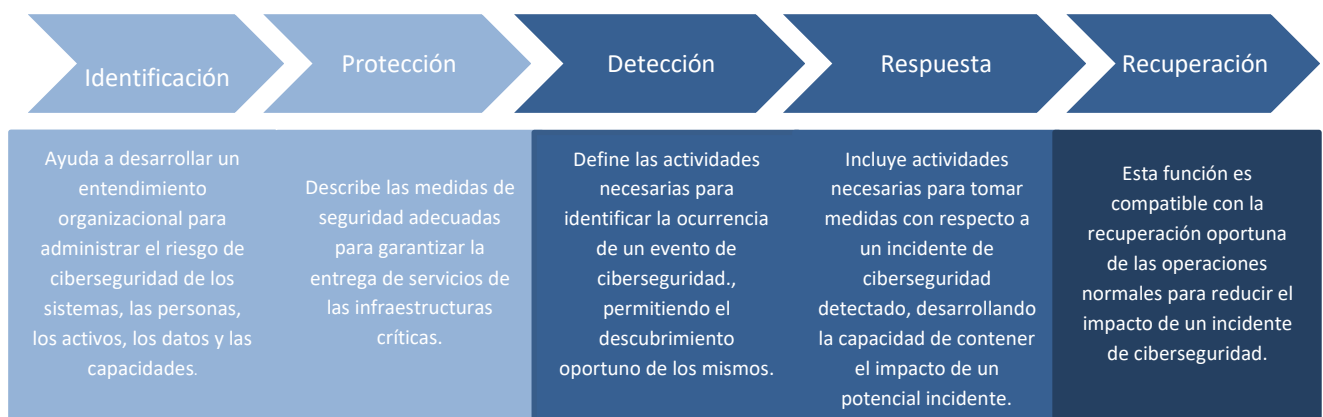 Identificación
Protección
Detección
Respuesta
Recuperación
Ayuda a desarrollar un
entendimiento
organizacional para
administrar el riesgo de
ciberseguridad de los
sistemas, las personas,
los activos, los datos y las
capacidades.
Describe las medidas de
seguridad adecuadas
para garantizar la
entrega de servicios de
las infraestructuras
críticas.
Define las actividades
necesarias para
identificar la ocurrencia
de un evento de
ciberseguridad.,
permitiendo el
descubrimiento
oportuno de los mismos.
Incluye actividades
necesarias para tomar
medidas con respecto a
un incidente de
ciberseguridad
detectado, desarrollando
la capacidad de contener
el impacto de un
potencial incidente.
Esta función es
compatible con la
recuperación oportuna
de las operaciones
normales para reducir el
impacto de un incidente
de ciberseguridad.